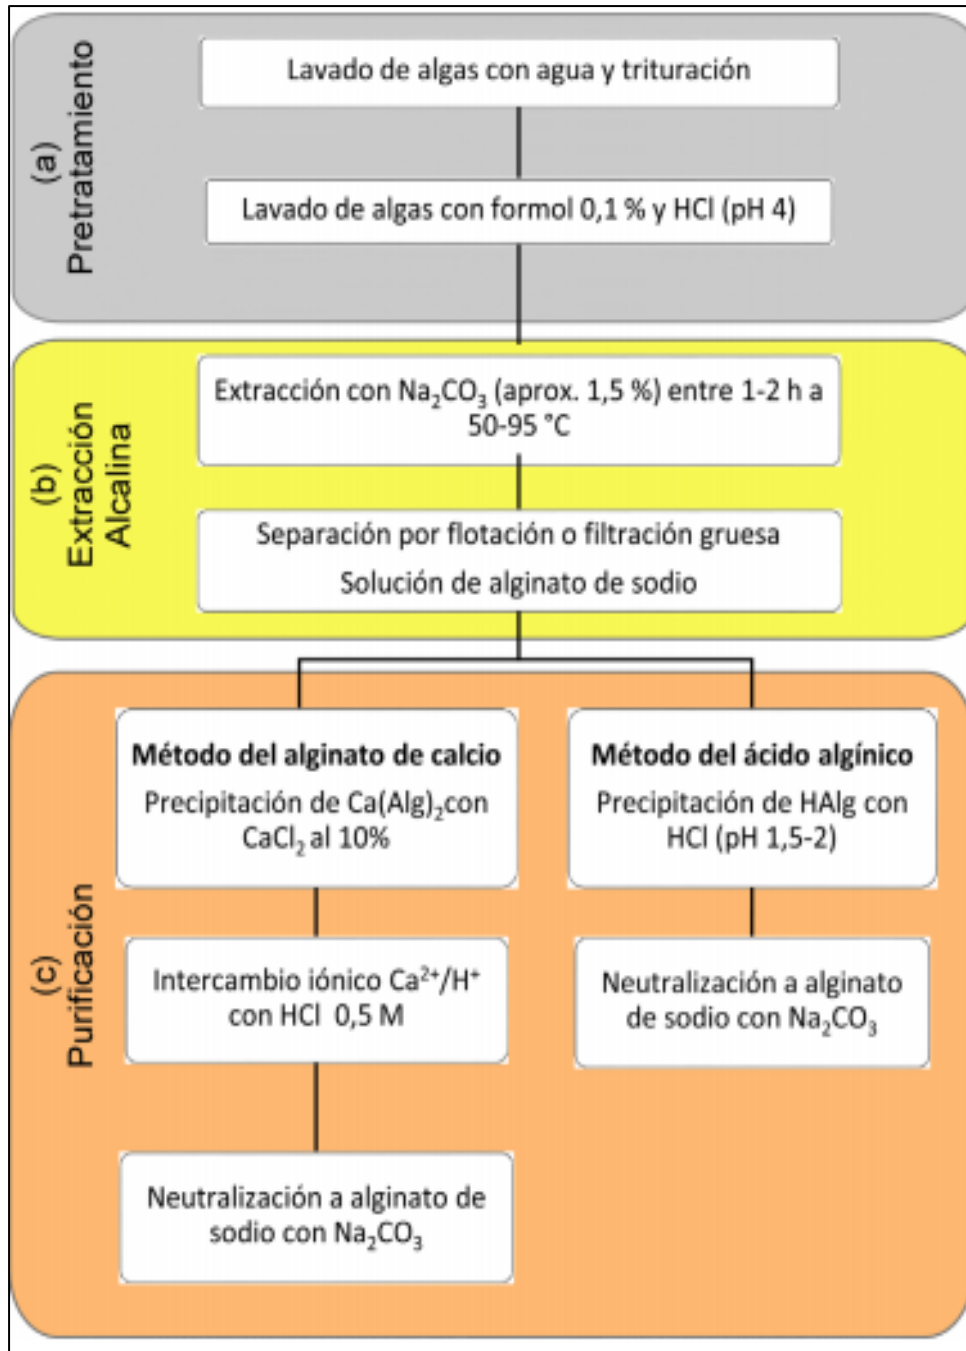 (a)
Pretratamiento
Lavado de algas con agua y trituración
Lavado de algas con formol 0,1 % y HCl (pH 4)
(b)
Extracción
Alcalina
Extracción con Na₂CO₃ (aprox. 1,5 %) entre 1-2 h a
50-95 °C
Separación por flotación o filtración gruesa
Solución de alginato de sodio
(c)
Purificación
Método del alginato de calcio
Precipitación de Ca(Alg)₂con
CaCl₂ al 10%
Intercambio iónico Ca²⁺/H⁺
con HCl 0,5 M
Neutralización a alginato de
sodio con Na₂CO₃
Método del ácido algínico
Precipitación de HAlg con
HCl (pH 1,5-2)
Neutralización a alginato
de sodio con Na₂CO₃